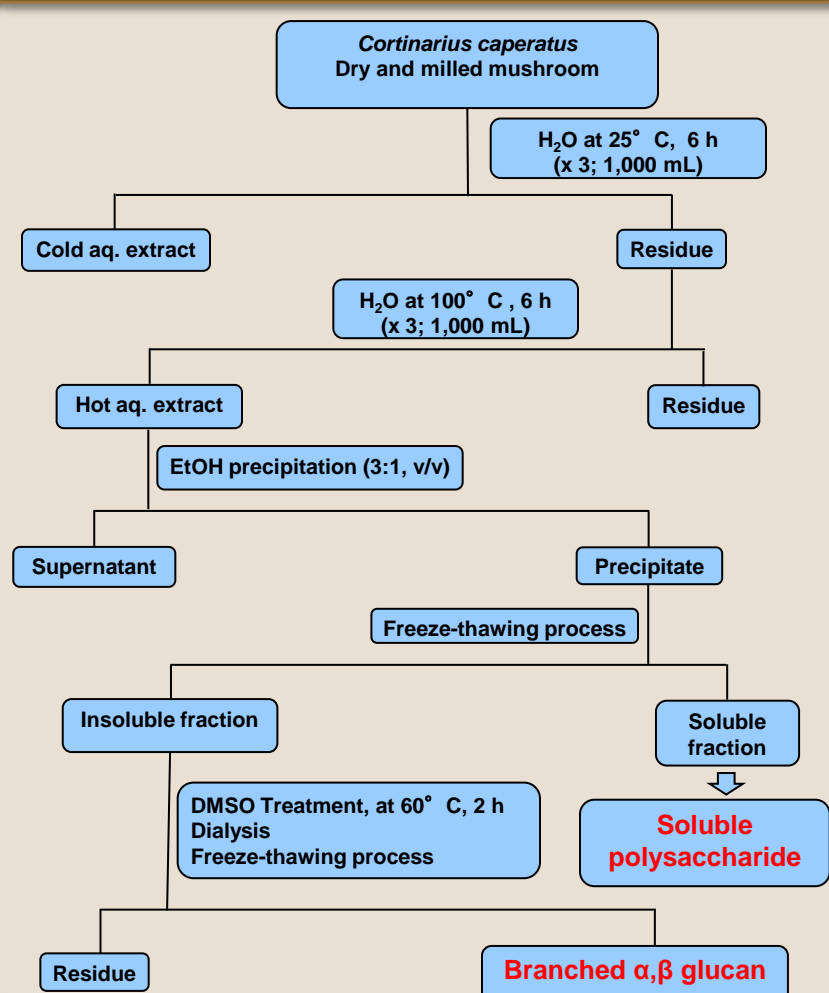 Cortinarius caperatus
Dry and milled mushroom
H₂O at 25° C, 6 h
(x 3; 1,000 mL)
Cold aq. extract
Residue
H₂O at 100° C , 6 h
(x 3; 1,000 mL)
Hot aq. extract
Residue
EtOH precipitation (3:1, v/v)
Supernatant
Precipitate
Freeze-thawing process
Insoluble fraction
Soluble
fraction
DMSO Treatment, at 60° C, 2 h
Dialysis
Freeze-thawing process
Soluble
polysaccharide
Residue
Branched α,β glucan